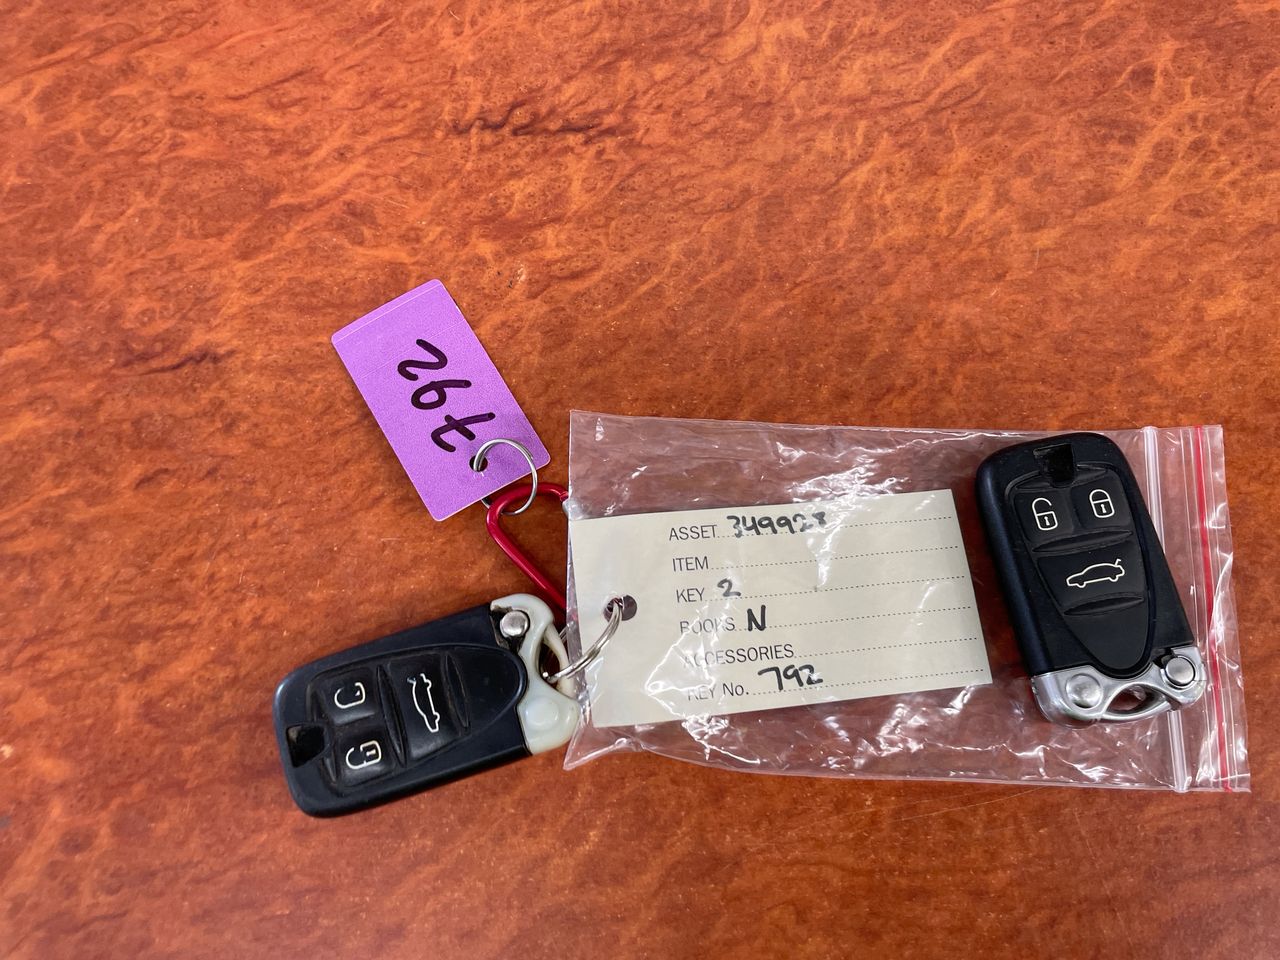 792
ASSET 349928
ITEM
KEY 2
BOOKS N
ACCESSORIES
KEY No. 792